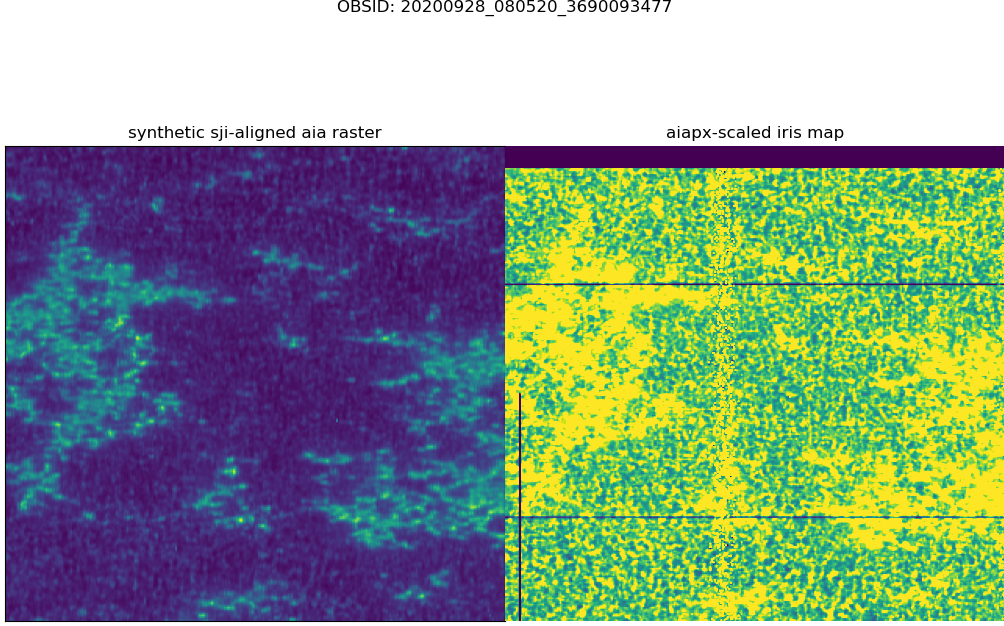 OBSID: 20200928_080520_3690093477
synthetic sji-aligned aia raster
aiapx-scaled iris map